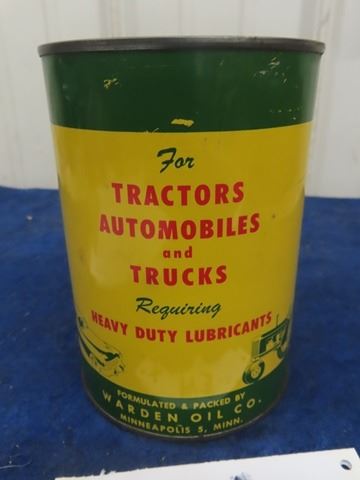 For
TRACTORS
AUTOMOBILES
and
TRUCKS
Requiring
HEAVY DUTY LUBRICANTS
FORMULATED & PACKED BY
WARDEN OIL CO.
MINNEAPOLIS 5, MINN.